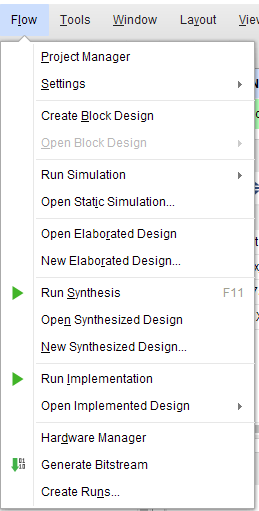 Flow Tools Window Layout View
Project Manager
Settings
Create Block Design
Open Block Design
Run Simulation
Open Static Simulation...
Open Elaborated Design
New Elaborated Design...
Run Synthesis F11
Open Synthesized Design
New Synthesized Design...
Run Implementation
Open Implemented Design
Hardware Manager
Generate Bitstream
Create Runs...